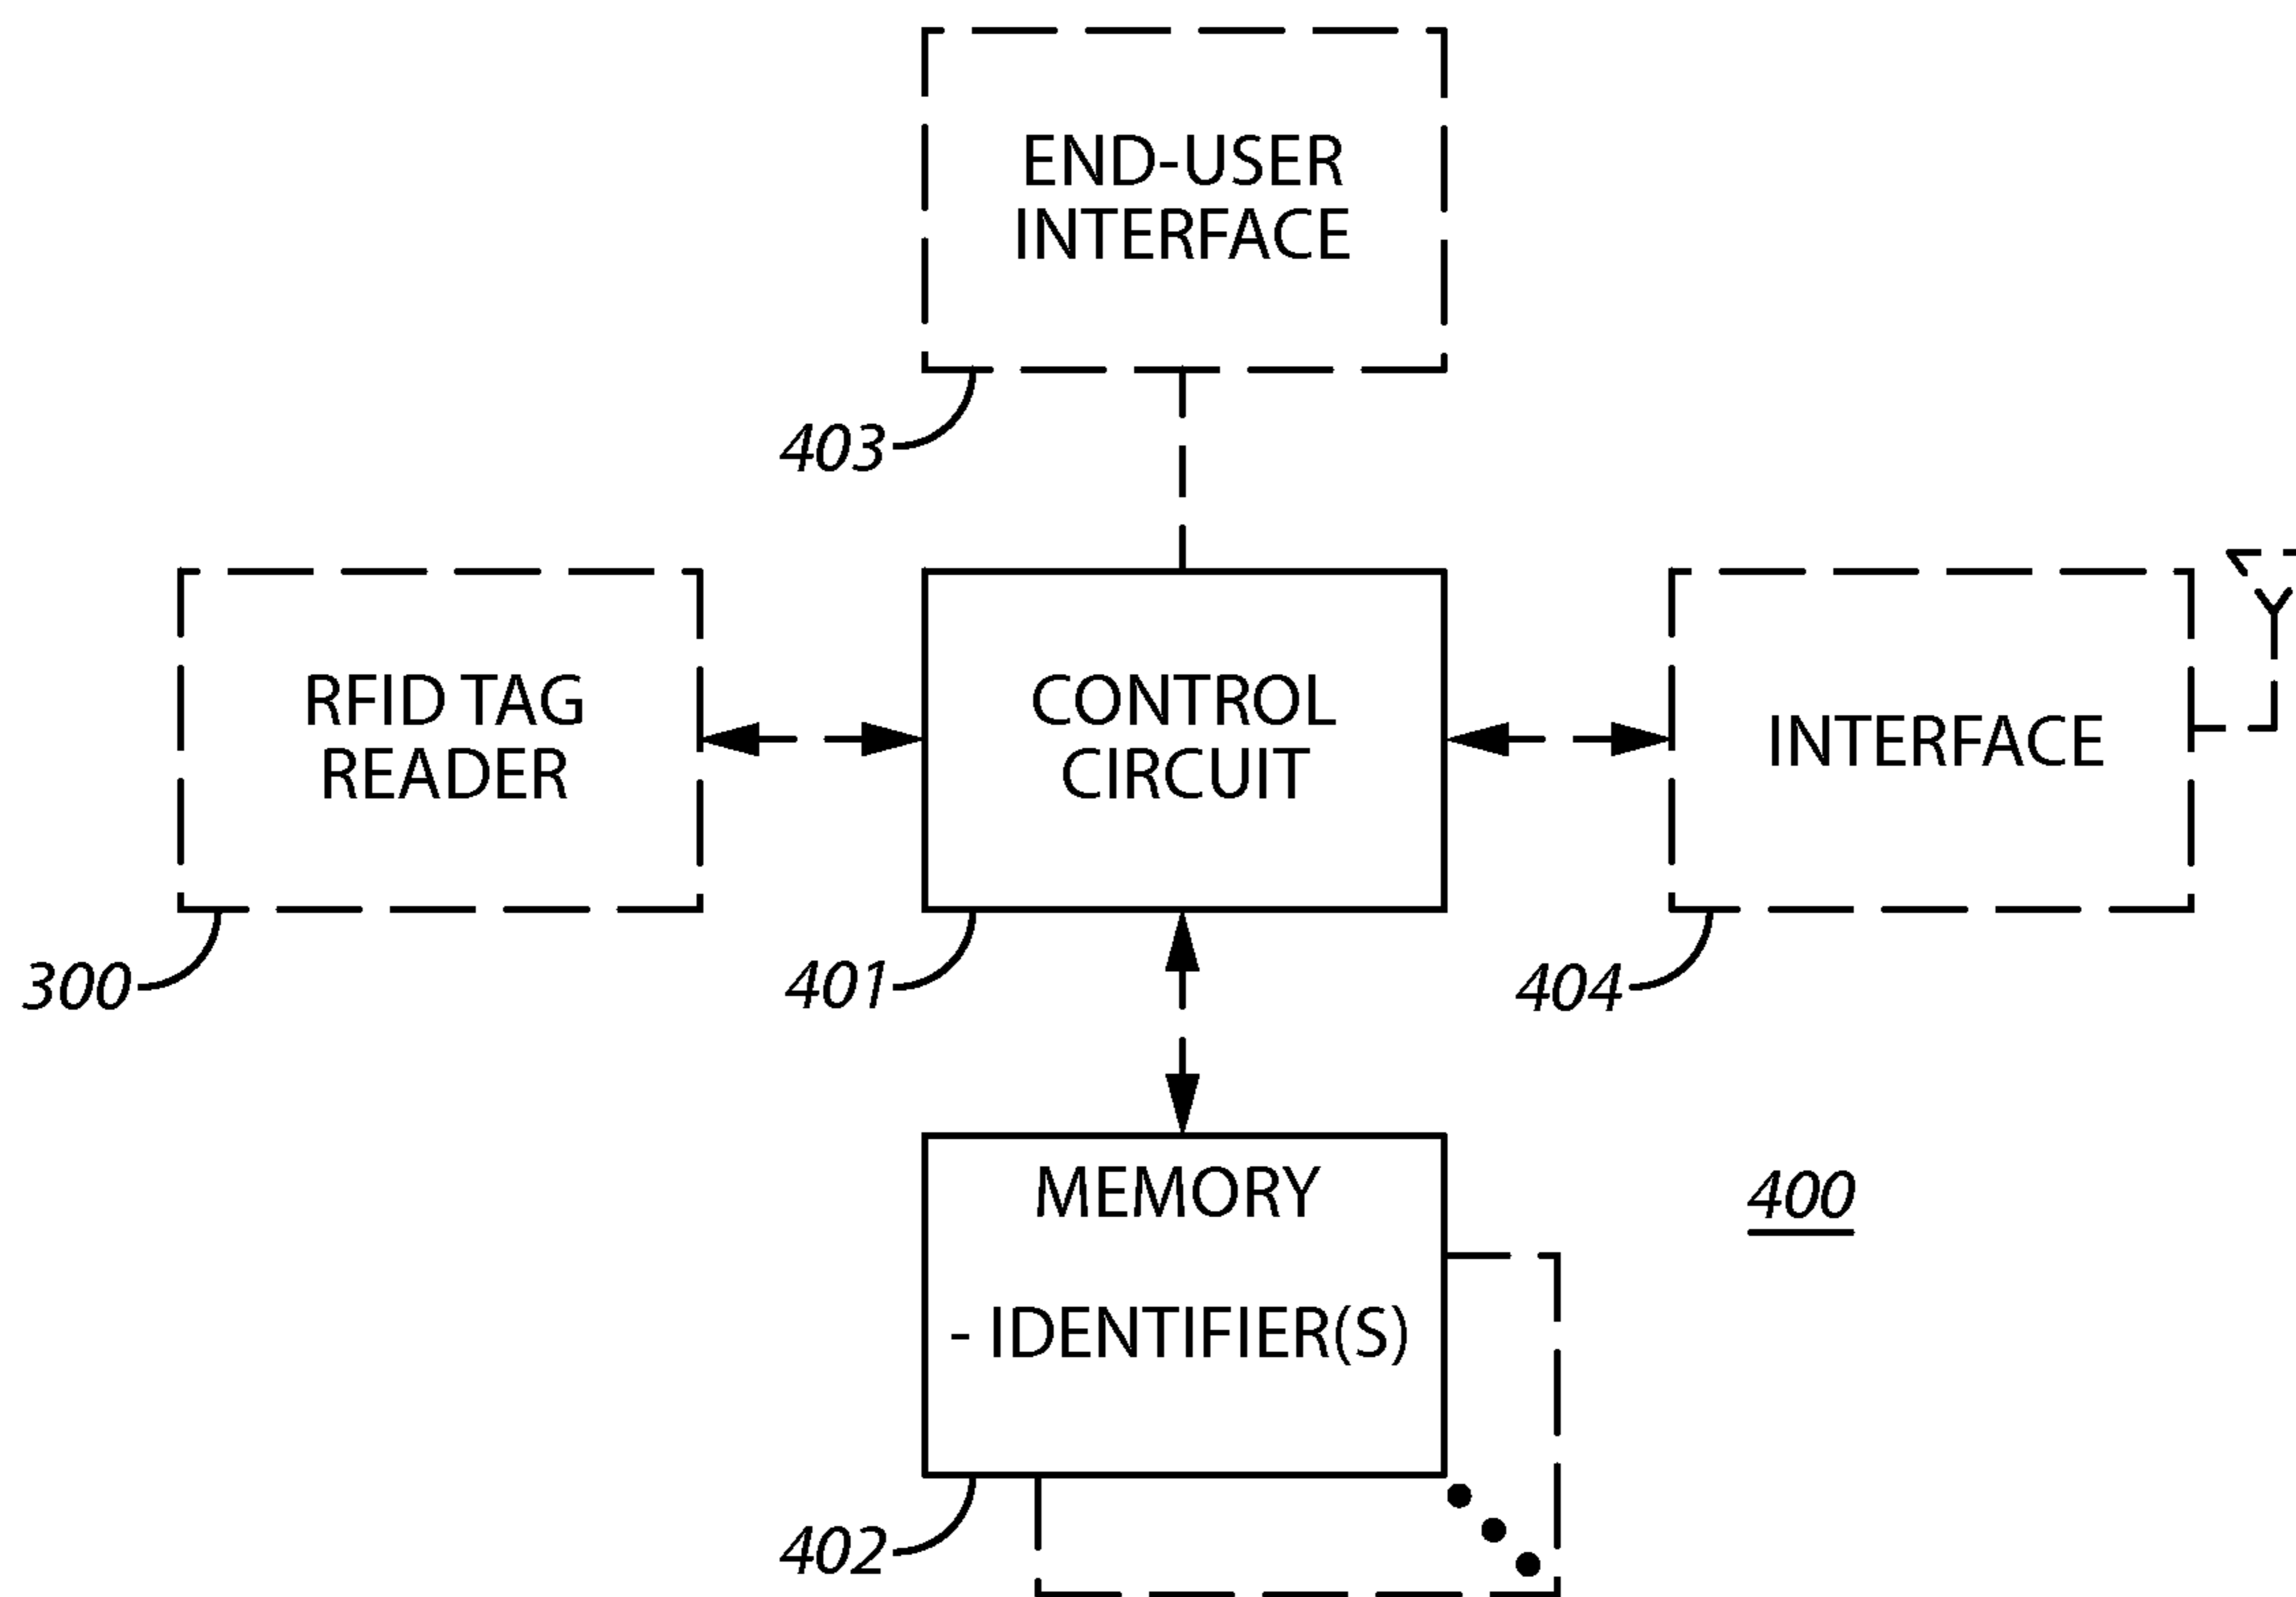 END-USER
INTERFACE
403
RFID TAG
READER
300
CONTROL
CIRCUIT
401
INTERFACE
404
MEMORY
- IDENTIFIER(S)
402
400